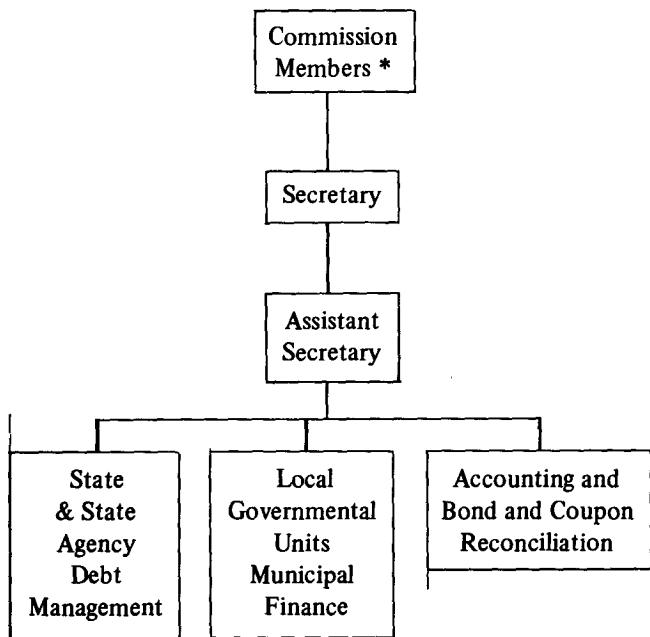 Commission
Members *
Secretary
Assistant
Secretary
State
& State
Agency
Debt
Management
Local
Governmental
Units
Municipal
Finance
Accounting and
Bond and Coupon
Reconciliation